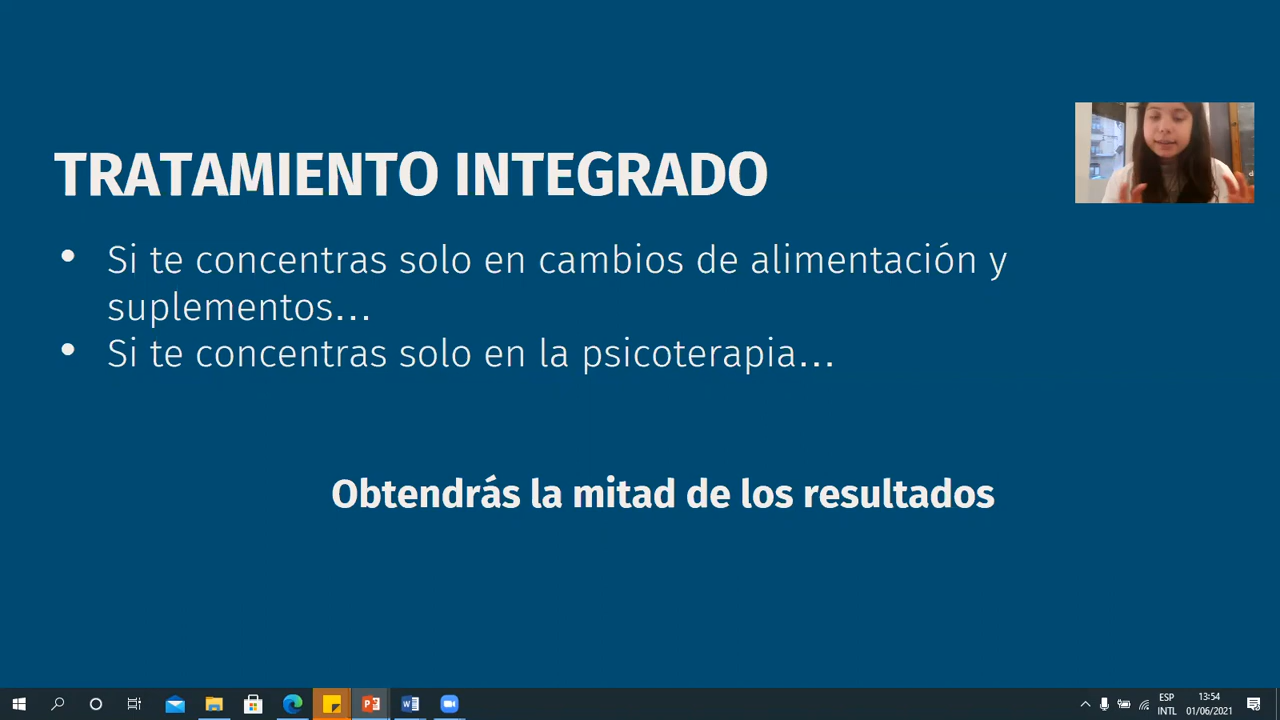 TRATAMIENTO INTEGRADO
• Si te concentras solo en cambios de alimentación y
suplementos...
• Si te concentras solo en la psicoterapia...
Obtendrás la mitad de los resultados
ESP
INTL
13:54
01/06/2021